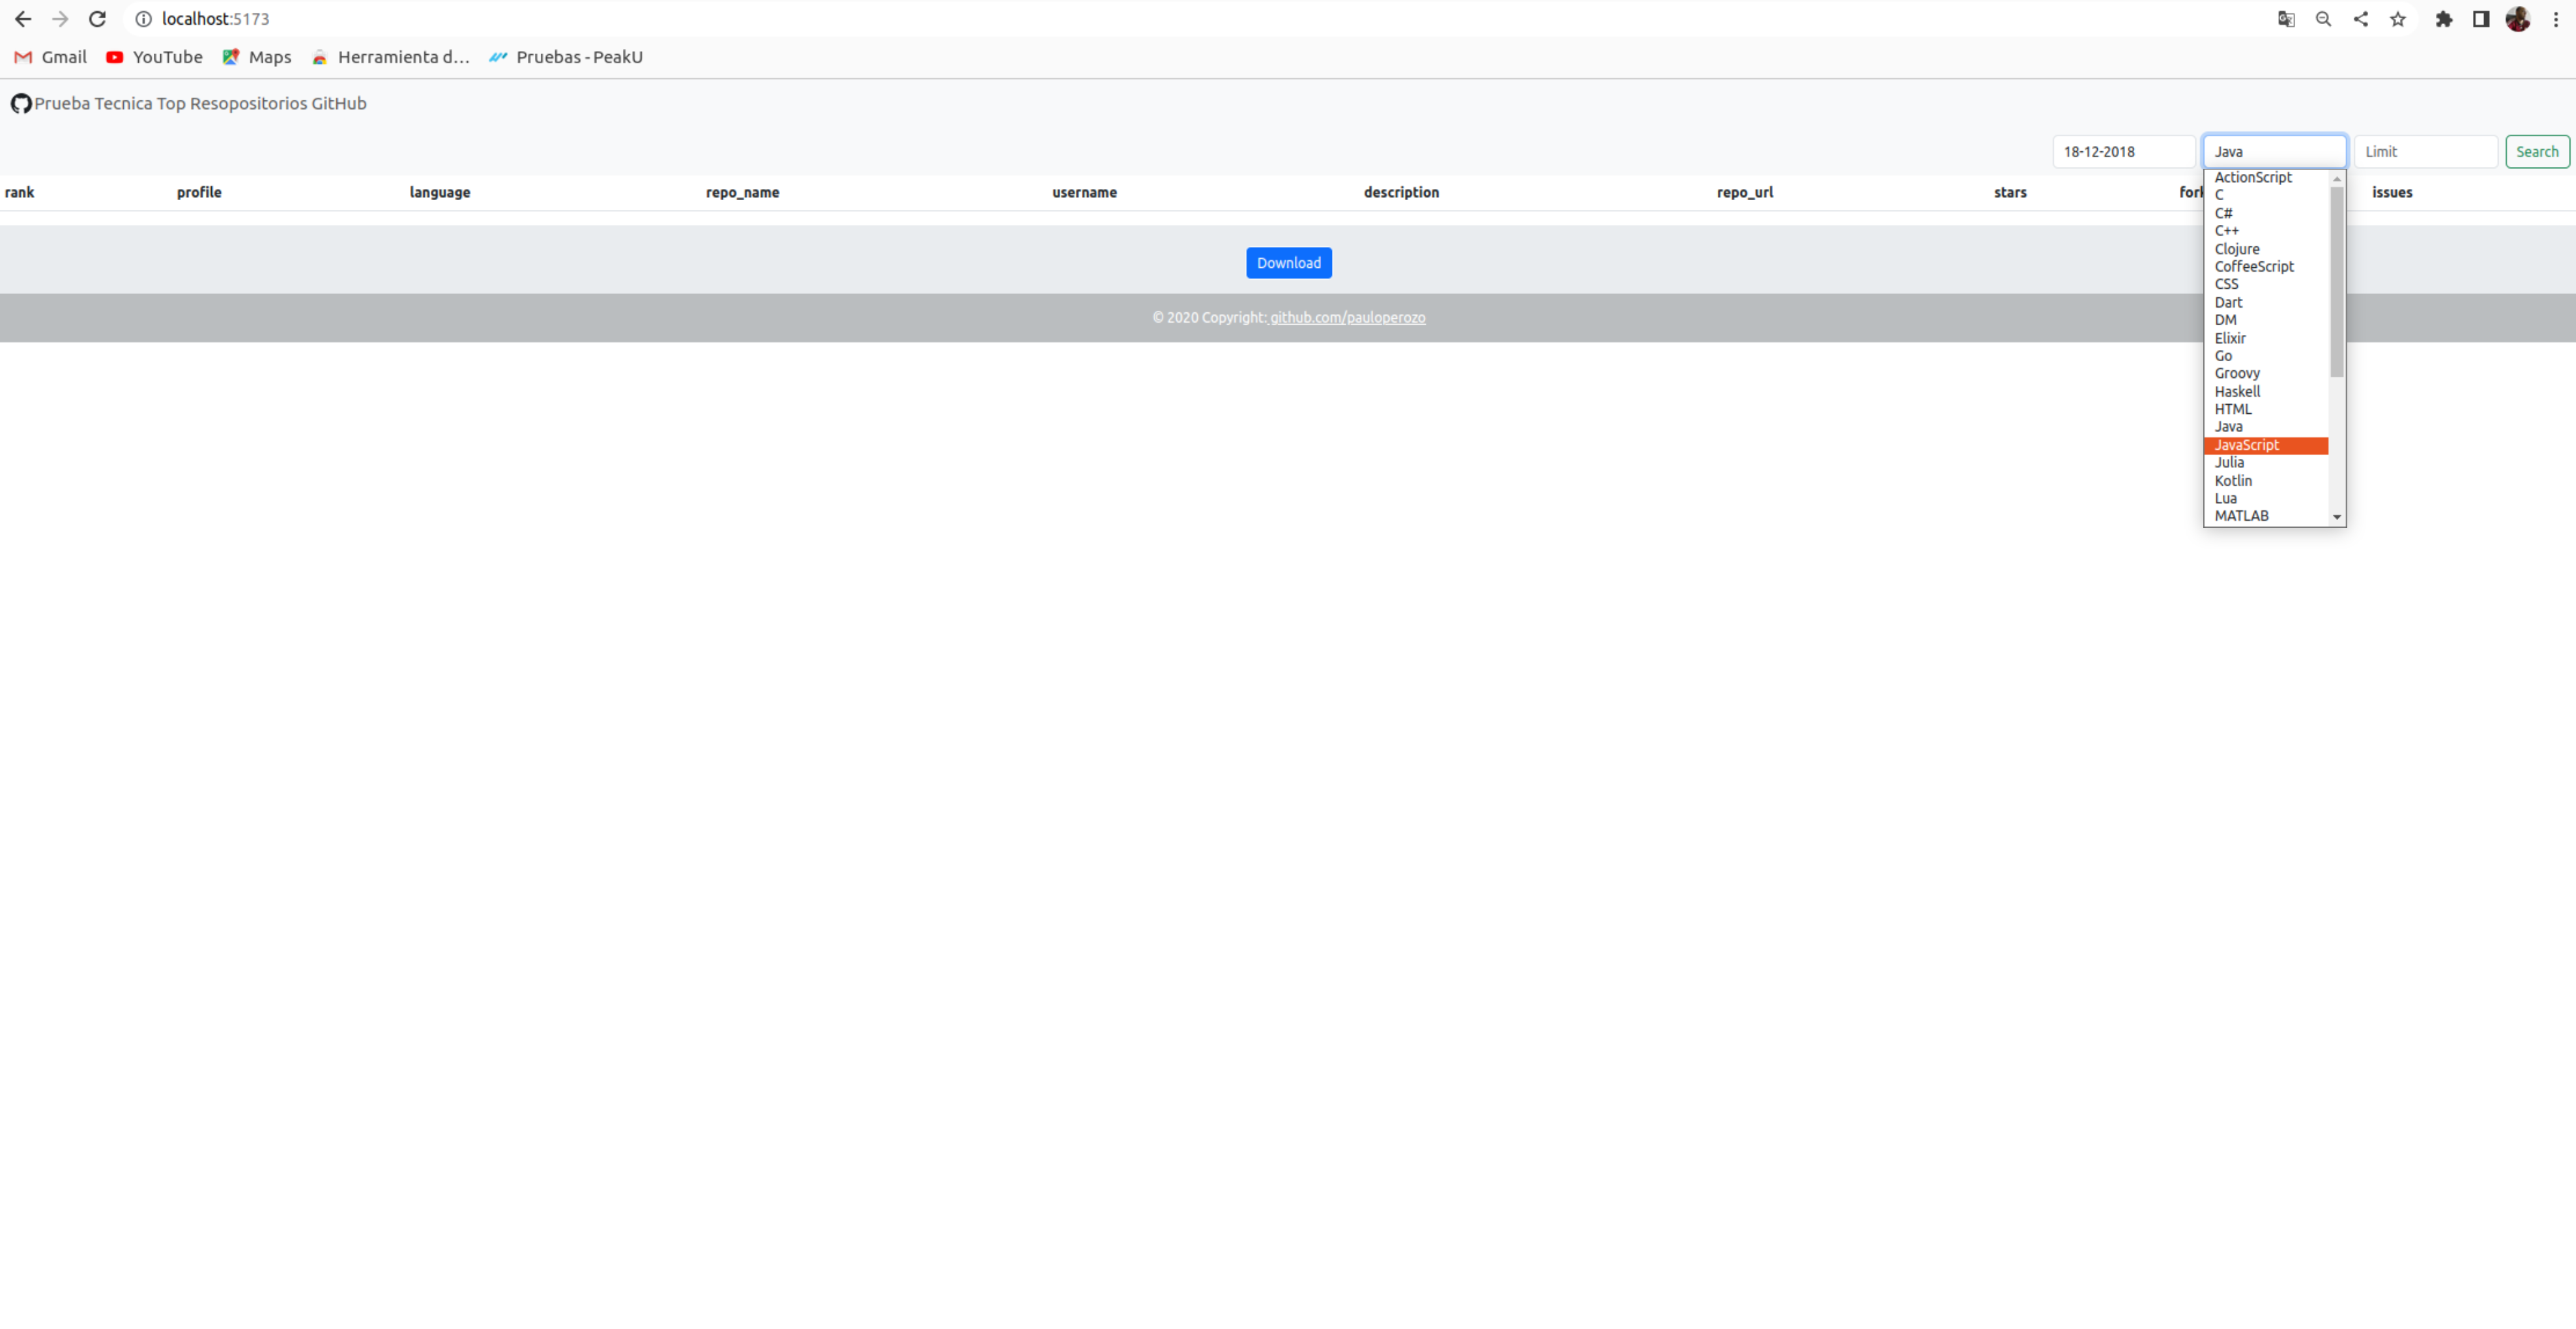 localhost:5173
Gmail YouTube Maps Herramienta d... Pruebas - PeakU
Prueba Tecnica Top Resopositorios GitHub
18-12-2018 Java Limit Search
rank profile language repo_name username description repo_url stars fork issues
ActionScript
C
C#
C++
Clojure
CoffeeScript
CSS
Dart
DM
Elixir
Go
Groovy
Haskell
HTML
Java
JavaScript
Julia
Kotlin
Lua
MATLAB
Download
© 2020 Copyright: github.com/pauloperozo